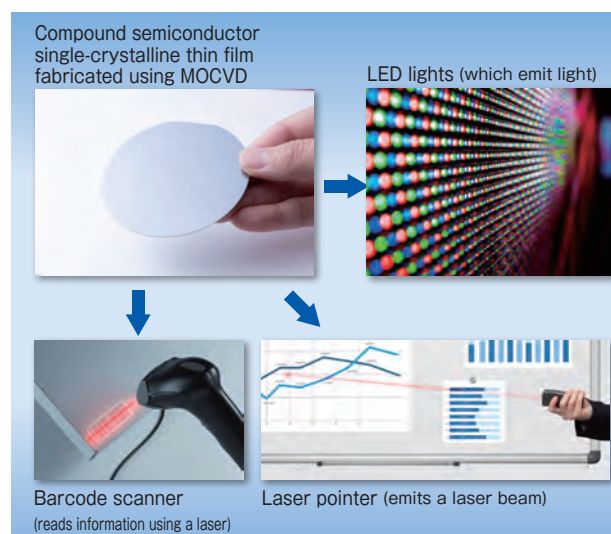 Compound semiconductor
single-crystalline thin film
fabricated using MOCVD
LED lights (which emit light)
Barcode scanner
(reads information using a laser)
Laser pointer (emits a laser beam)